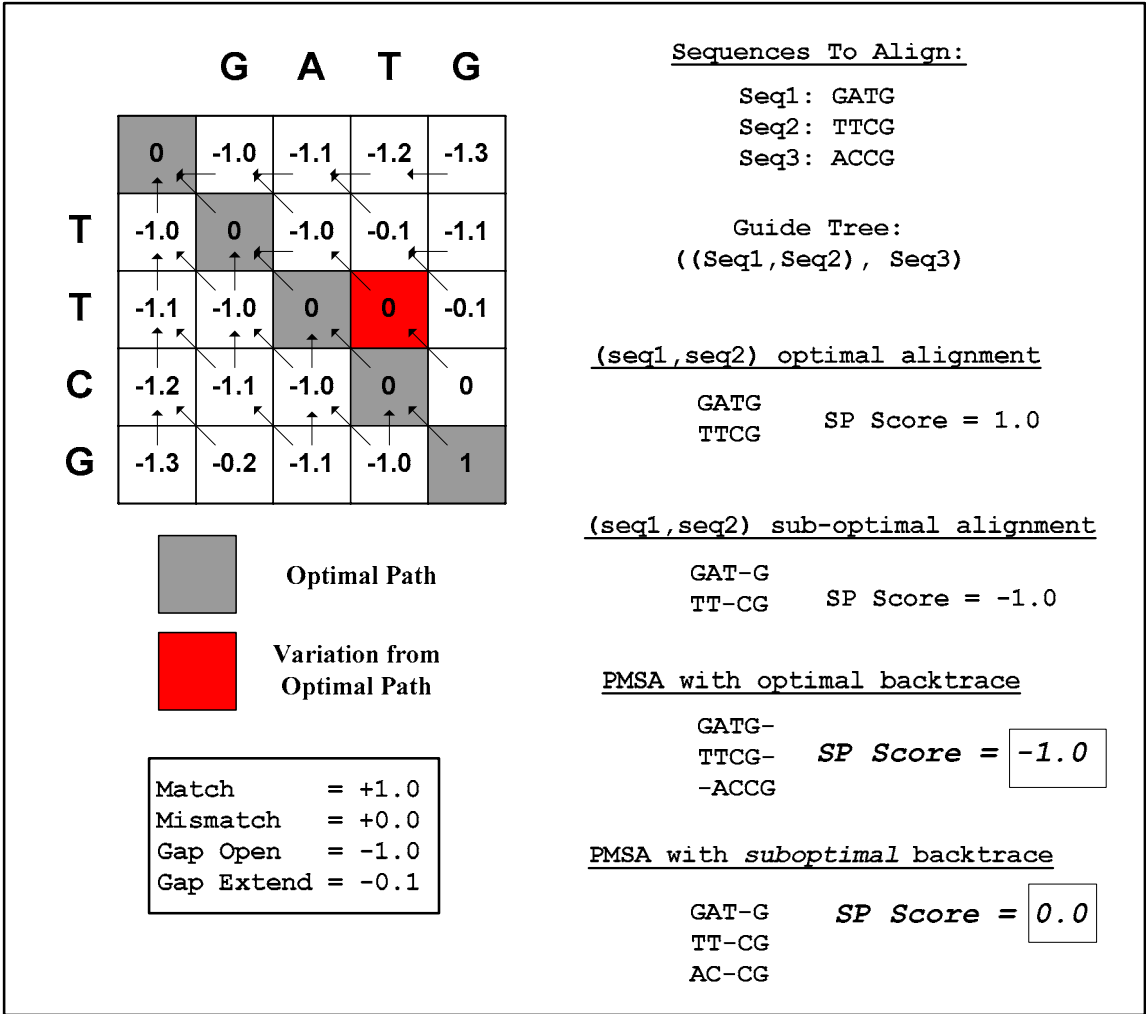 G A T G
0 -1.0 -1.1 -1.2 -1.3
T -1.0 0 -1.0 -0.1 -1.1
T -1.1 -1.0 0 0 -0.1
C -1.2 -1.1 -1.0 0 0
G -1.3 -0.2 -1.1 -1.0 1
Optimal Path
Variation from
Optimal Path
Match = +1.0
Mismatch = +0.0
Gap Open = -1.0
Gap Extend = -0.1
Sequences To Align:
Seq1: GATG
Seq2: TTCG
Seq3: ACCG
Guide Tree:
((Seq1,Seq2), Seq3)
(seq1,seq2) optimal alignment
GATG
TTCG
SP Score = 1.0
(seq1,seq2) sub-optimal alignment
GAT-G
TT-CG
SP Score = -1.0
PMSA with optimal backtrace
GATG-
TTCG-
-ACCG
SP Score = -1.0
PMSA with suboptimal backtrace
GAT-G
TT-CG
AC-CG
SP Score = 0.0